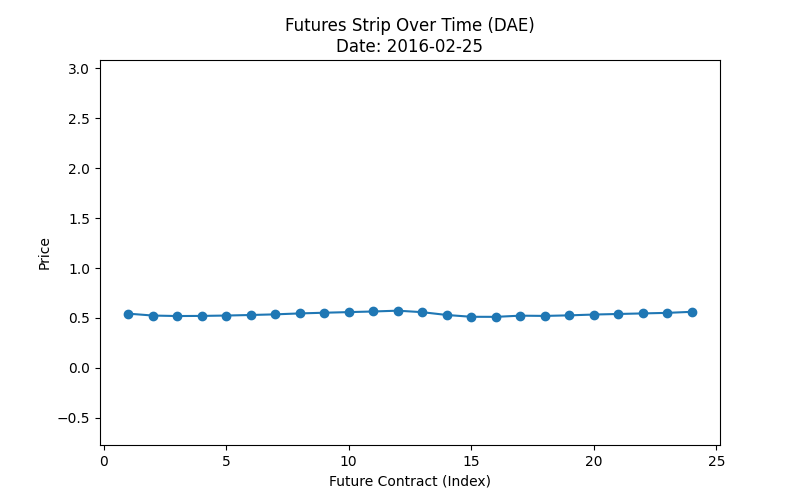 Futures Strip Over Time (DAE)
Date: 2016-02-25
Price
3.0
2.5
2.0
1.5
1.0
0.5
0.0
−0.5
0 5 10 15 20 25
Future Contract (Index)